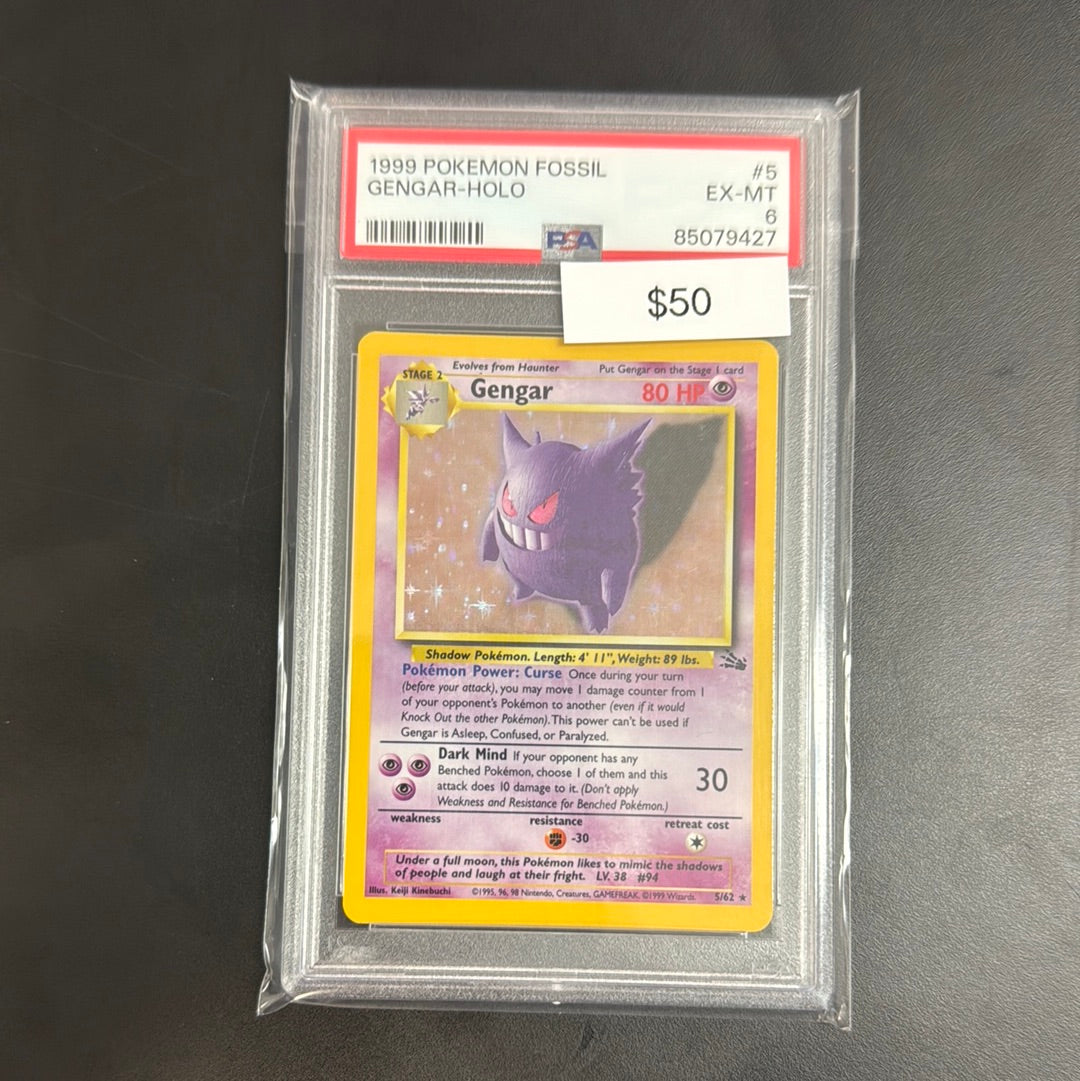 1999 POKEMON FOSSIL #5
GENGAR-HOLO EX-MT
6
PSA 85079427
$50
Evolves from Haunter Put Gengar on the Stage 1 card
STAGE 2 Gengar 80 HP
Shadow Pokémon. Length: 4' 11", Weight: 89 lbs.
Pokémon Power: Curse Once during your turn
(before your attack), you may move 1 damage counter from 1
of your opponent's Pokémon to another (even if it would
Knock Out the other Pokémon). This power can't be used if
Gengar is Asleep, Confused, or Paralyzed.
Dark Mind If your opponent has any
Benched Pokémon, choose 1 of them and this
attack does 10 damage to it. (Don't apply
Weakness and Resistance for Benched Pokémon.)
30
weakness resistance retreat cost
-30
Under a full moon, this Pokémon likes to mimic the shadows
of people and laugh at their fright. LV. 38 #94
Illus. Keiji Kinebuchi ©1995, 96, 98 Nintendo, Creatures, GAMEFREAK. ©1999 Wizards. 5/62 ★